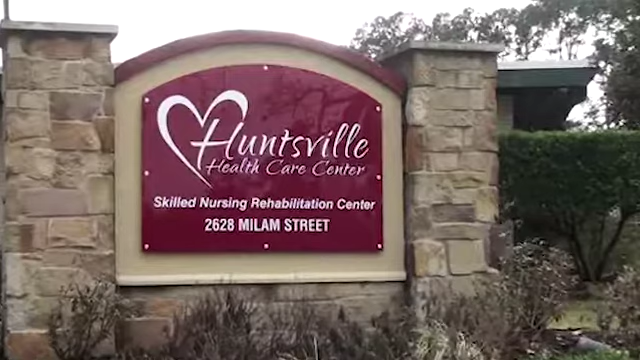 Huntsville
Health Care Center
Skilled Nursing Rehabilitation Center
2628 MILAM STREET